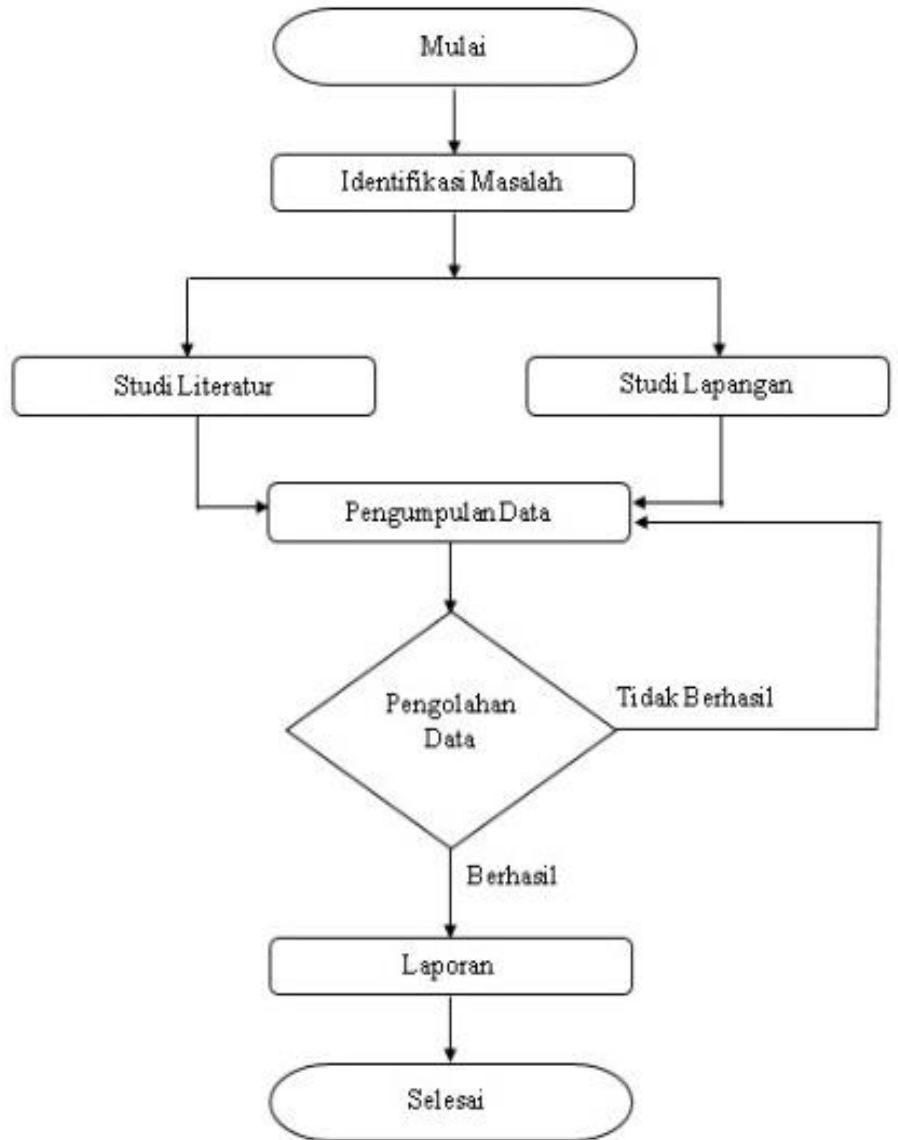 Mulai
Identifikasi Masalah
Studi Literatur
Studi Lapangan
Pengumpulan Data
Pengolahan
Data
Tidak Berhasil
Berhasil
Laporan
Selesai